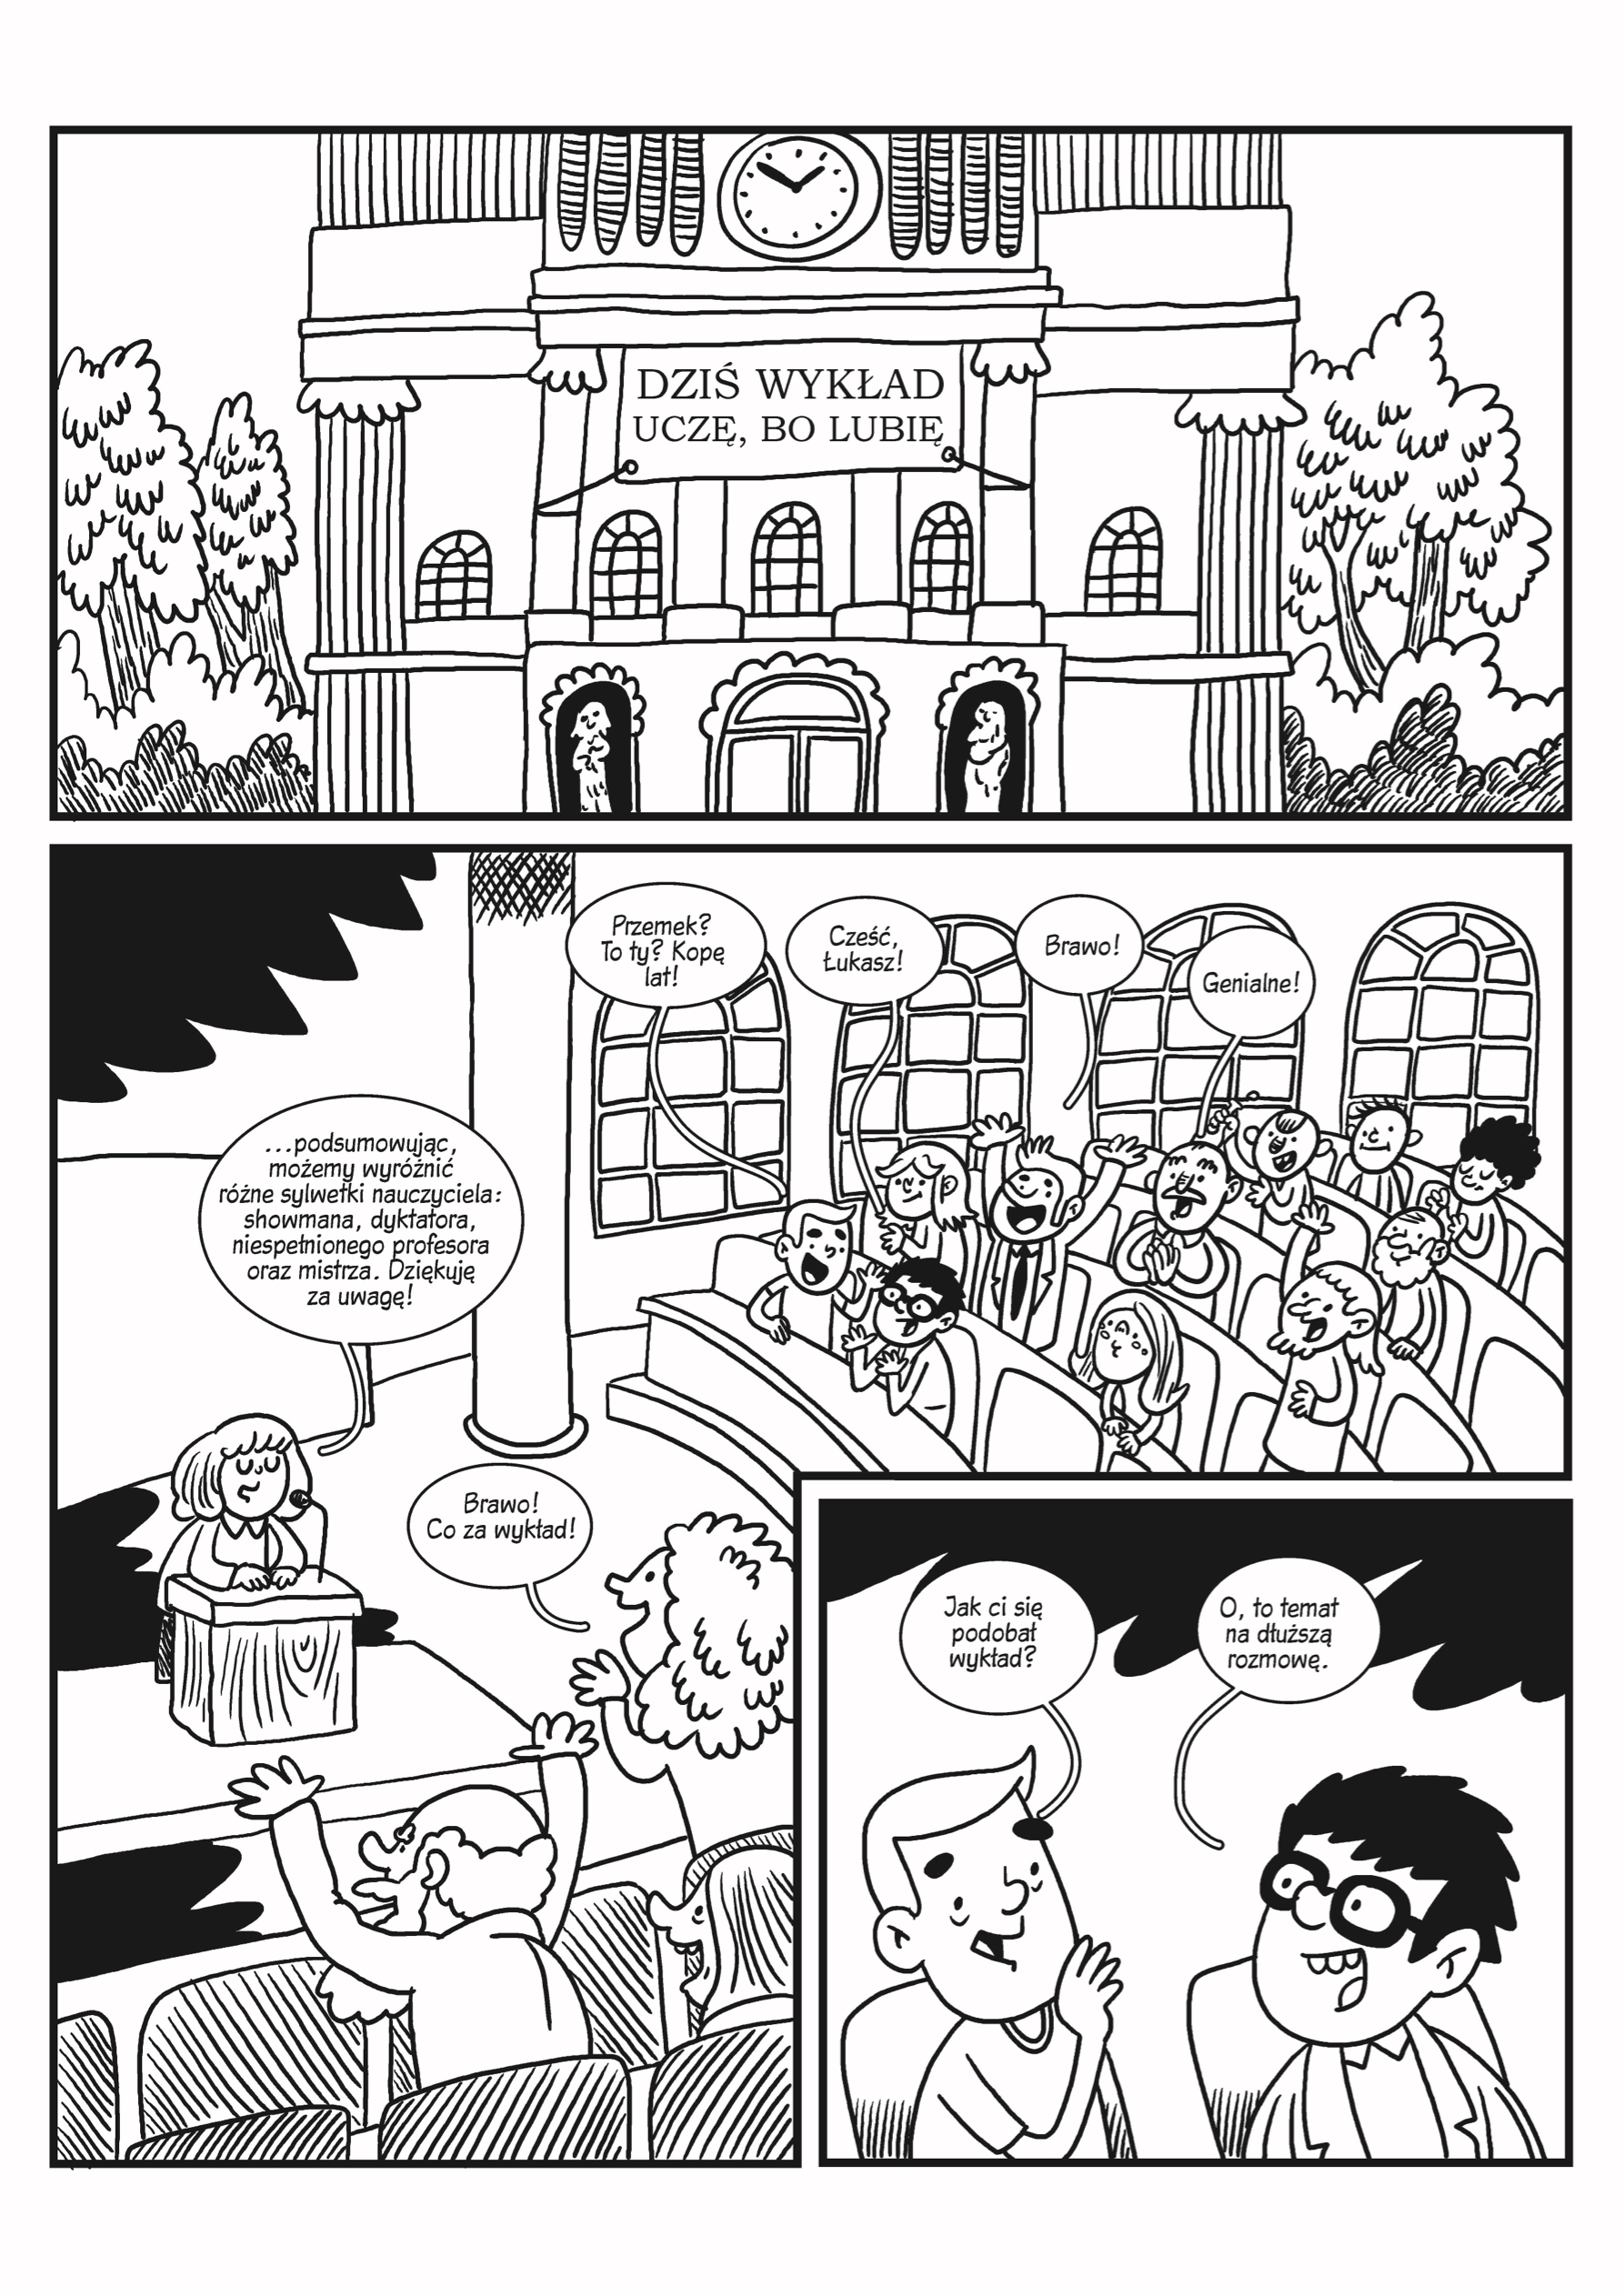 DZIŚ WYKŁAD
UCZĘ, BO LUBIĘ
...podsumowując,
możemy wyróżnić
różne sylwetki nauczyciela:
showmana, dyktatora,
niespełnionego profesora
oraz mistrza. Dziękuję
za uwagę!
Przemek?
To ty? Kopę
lat!
Cześć,
Łukasz!
Brawo!
Genialne!
Brawo!
Co za wykład!
Jak ci się
podobał
wykład?
O, to temat
na dłuższą
rozmowę.